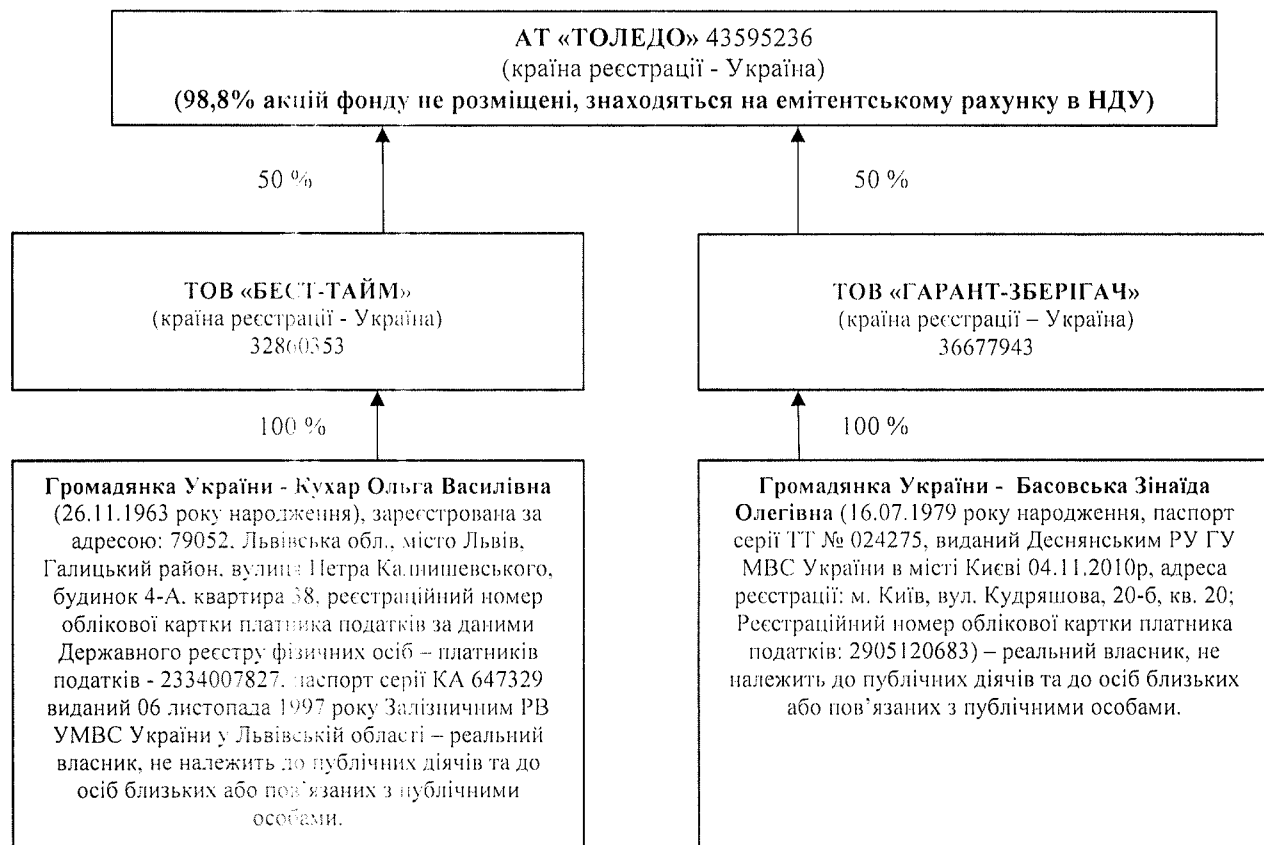 АТ «ТОЛЕДО» 43595236
(країна реєстрації - Україна)
(98,8% акцій фонду не розміщені, знаходяться на емітентському рахунку в НДУ)
50 %
50 %
ТОВ «БЕСТ-ТАЙМ»
(країна реєстрації - Україна)
32860353
ТОВ «ГАРАНТ-ЗБЕРІГАЧ»
(країна реєстрації – Україна)
36677943
100 %
100 %
Громадянка України - Кухар Ольга Василівна
(26.11.1963 року народження), зареєстрована за
адресою: 79052, Львівська обл., місто Львів,
Галицький район, вулиця Петра Калнишевського,
будинок 4-А, квартира 38, реєстраційний номер
облікової картки платника податків за даними
Державного реєстру фізичних осіб – платників
податків - 2334007827, паспорт серії КА 647329
виданий 06 листопада 1997 року Залізничним РВ
УМВС України у Львівській області – реальний
власник, не належить до публічних діячів та до
осіб близьких або пов’язаних з публічними
особами.
Громадянка України - Басовська Зінаїда
Олегівна (16.07.1979 року народження, паспорт
серії ТТ № 024275, виданий Деснянським РУ ГУ
МВС України в місті Києві 04.11.2010р, адреса
реєстрації: м. Київ, вул. Кудряшова, 20-б, кв. 20;
Реєстраційний номер облікової картки платника
податків: 2905120683) – реальний власник, не
належить до публічних діячів та до осіб близьких
або пов’язаних з публічними особами.